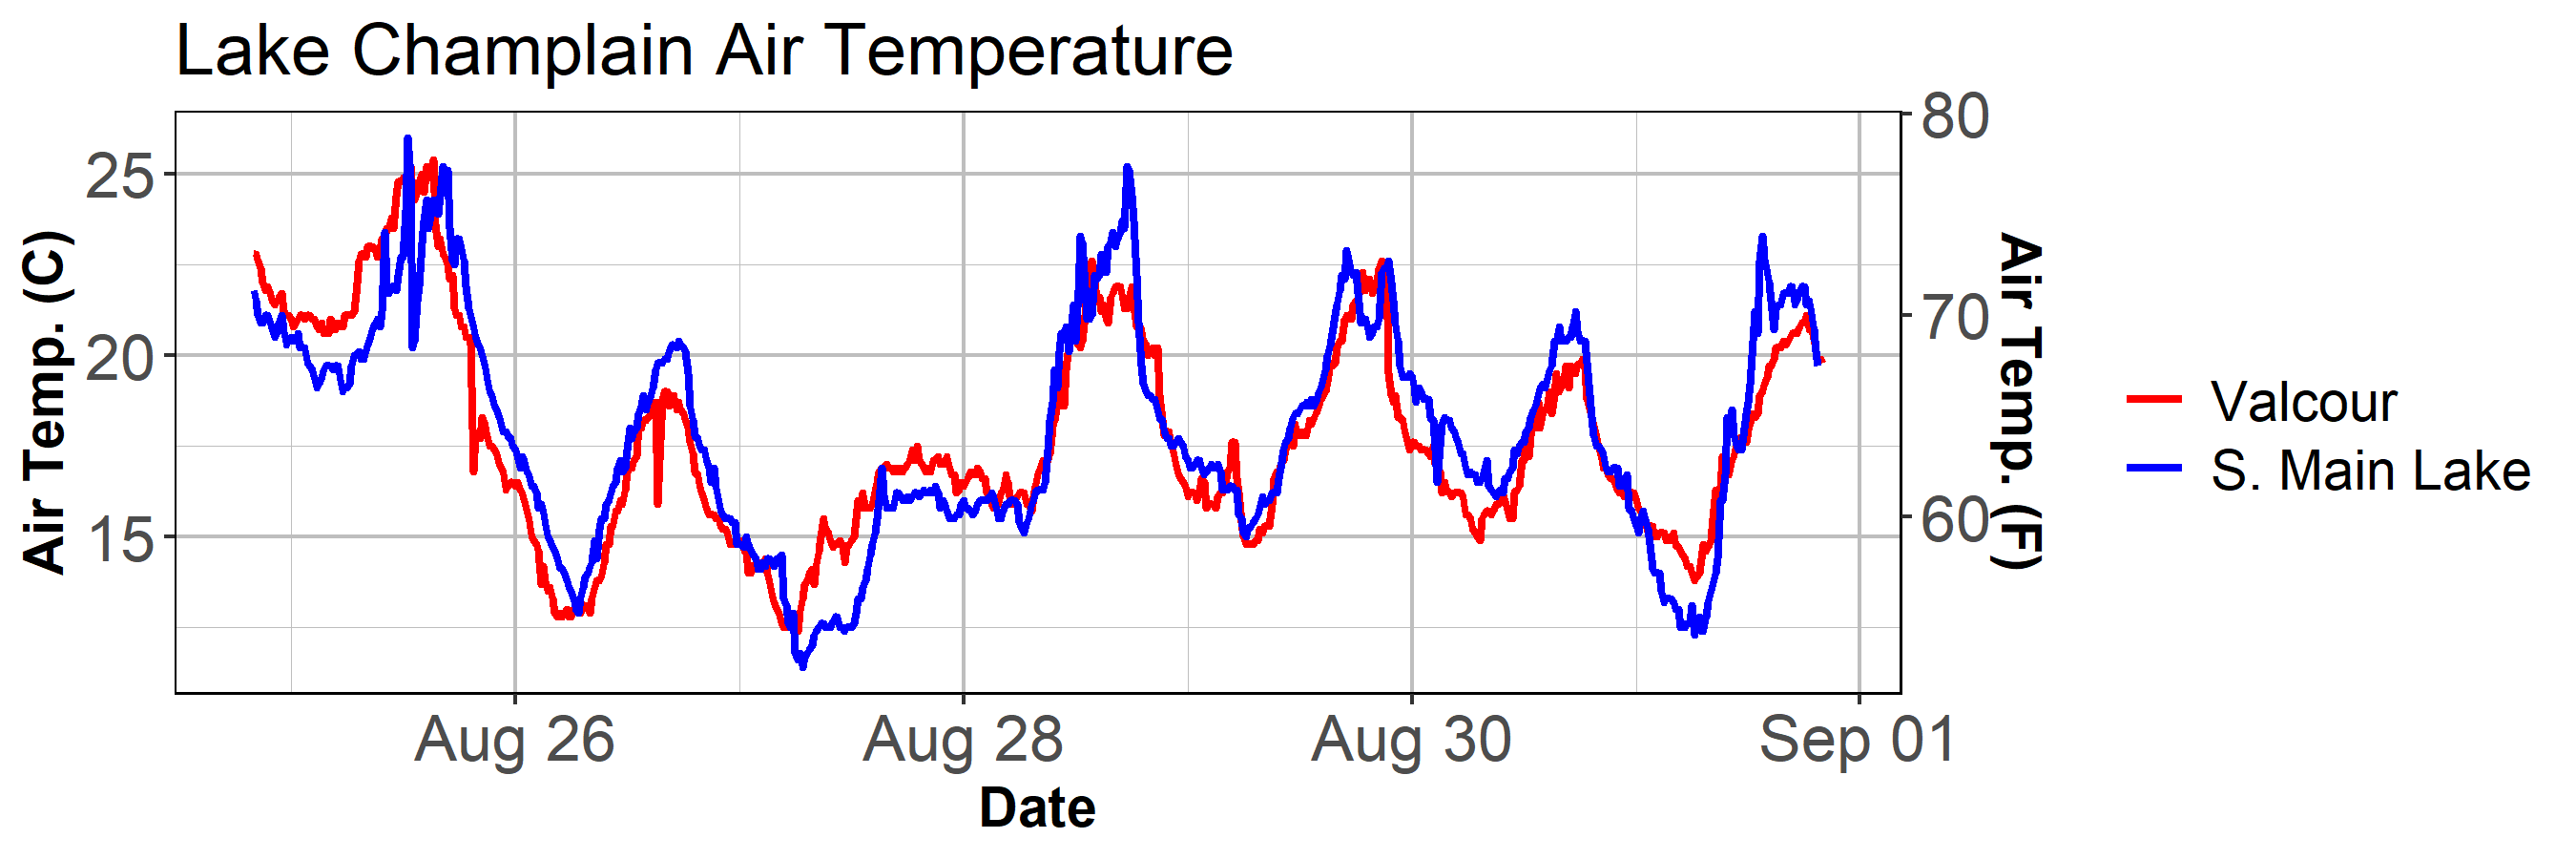 Lake Champlain Air Temperature
Air Temp. (C)
25
20
15
80
70
60
Air Temp. (F)
Aug 26
Aug 28
Aug 30
Sep 01
Date
Valcour
S. Main Lake